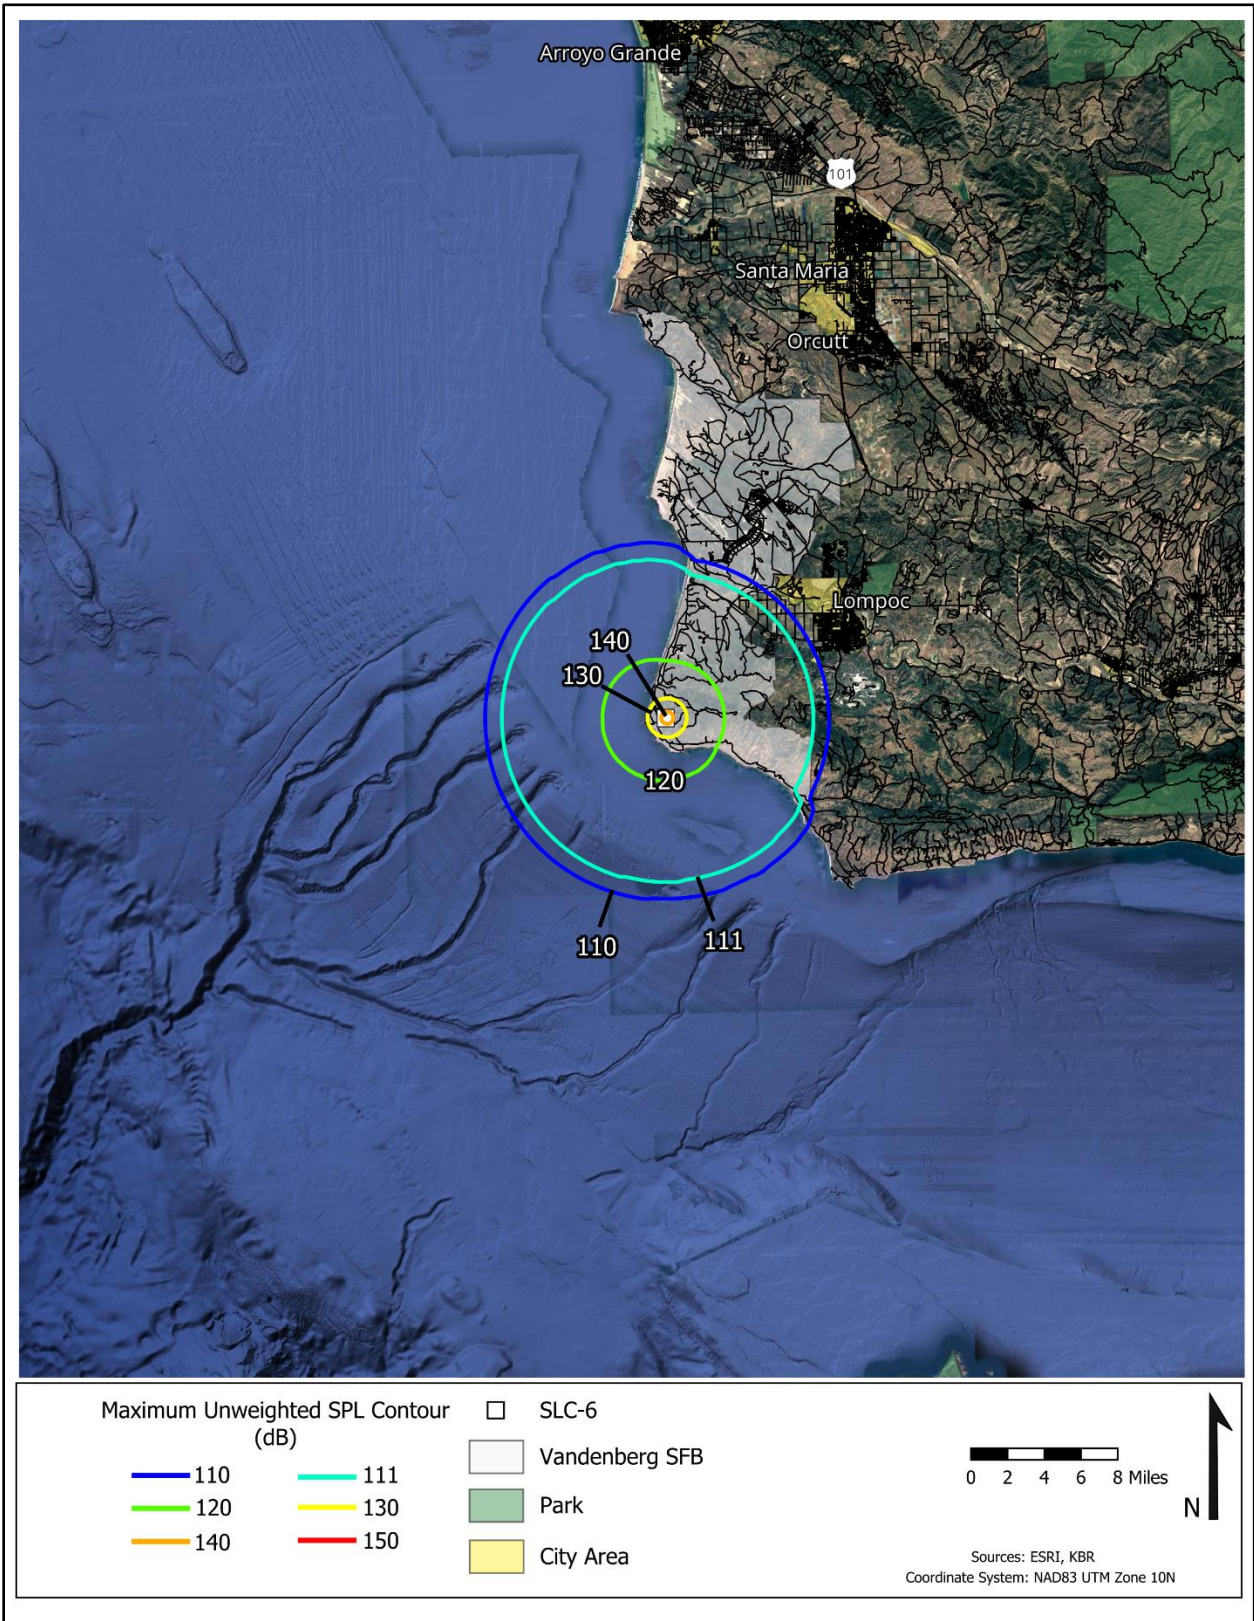 Arroyo Grande
101
Santa Maria
Orcutt
Lompoc
140
130
120
110
111
Maximum Unweighted SPL Contour
(dB)
110
111
120
130
140
150
SLC-6
Vandenberg SFB
Park
City Area
0 2 4 6 8 Miles
N
Sources: ESRI, KBR
Coordinate System: NAD83 UTM Zone 10N